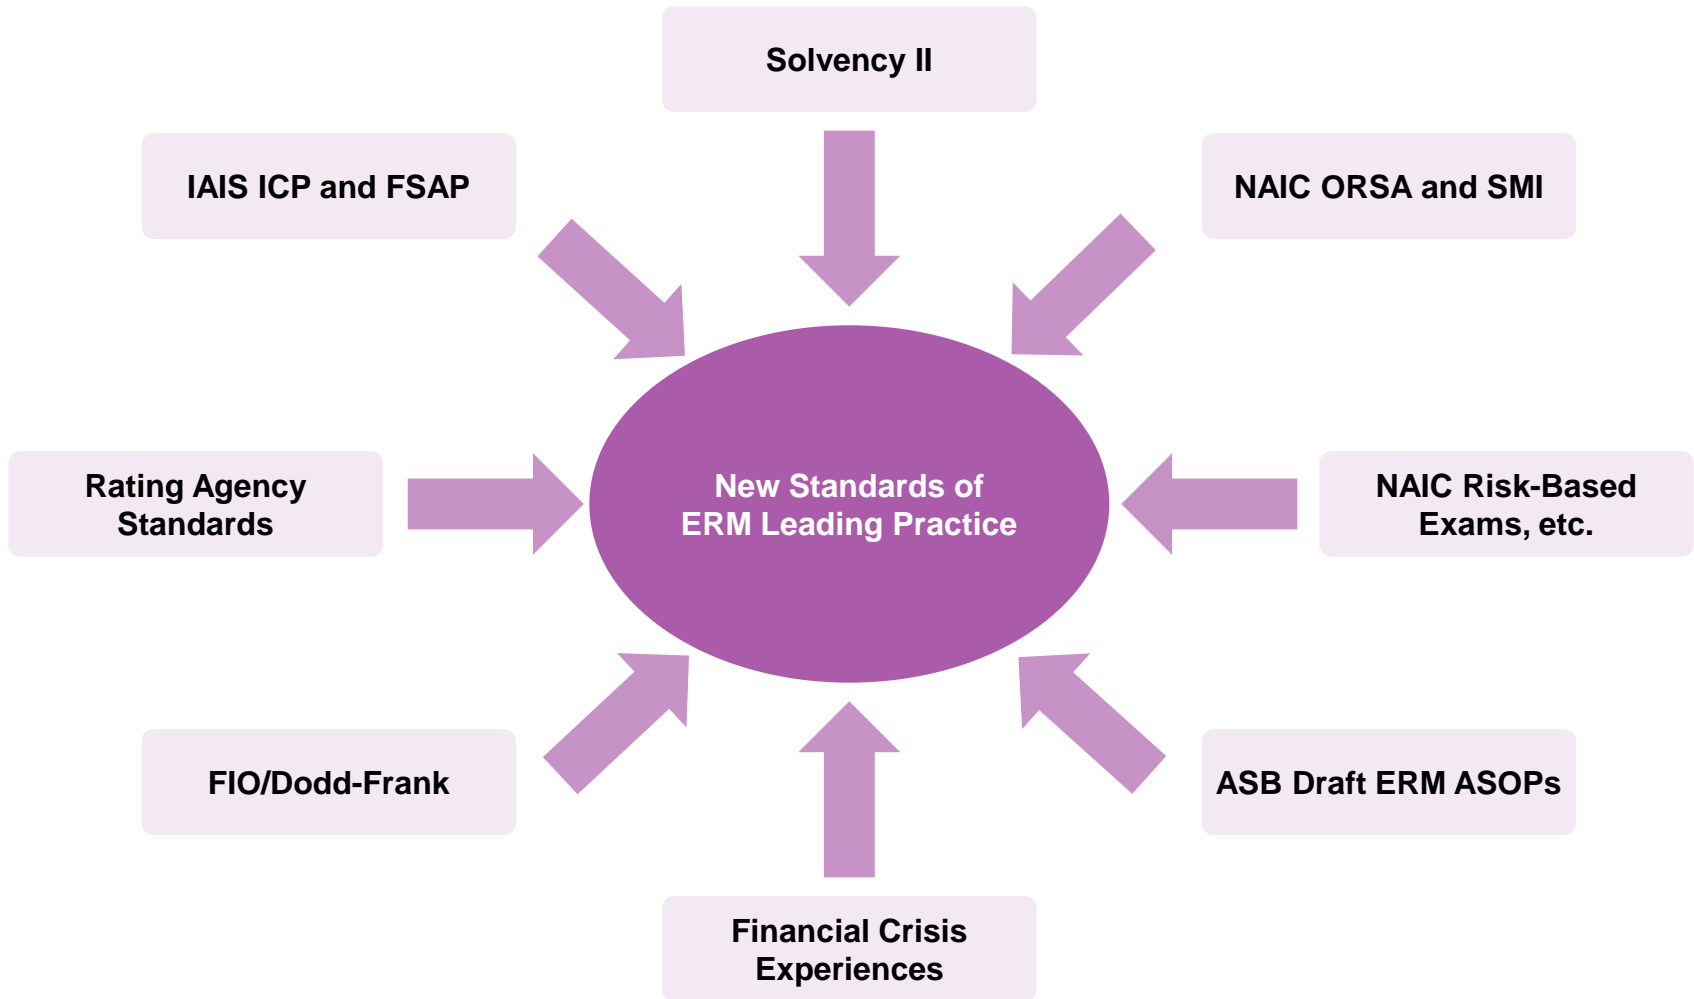 Solvency II
IAIS ICP and FSAP
NAIC ORSA and SMI
Rating Agency
Standards
New Standards of
ERM Leading Practice
NAIC Risk-Based
Exams, etc.
FIO/Dodd-Frank
ASB Draft ERM ASOPs
Financial Crisis
Experiences